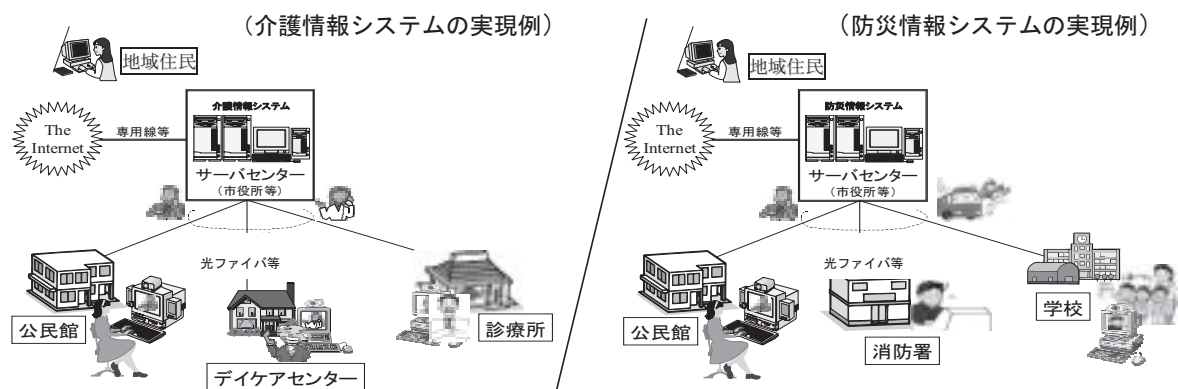 （介護情報システムの実現例）
地域住民
介護情報システム
The
Internet
専用線等
サーバセンター
（市役所等）
光ファイバ等
公民館
診療所
デイケアセンター
（防災情報システムの実現例）
地域住民
防災情報システム
The
Internet
専用線等
サーバセンター
（市役所等）
光ファイバ等
学校
公民館
消防署